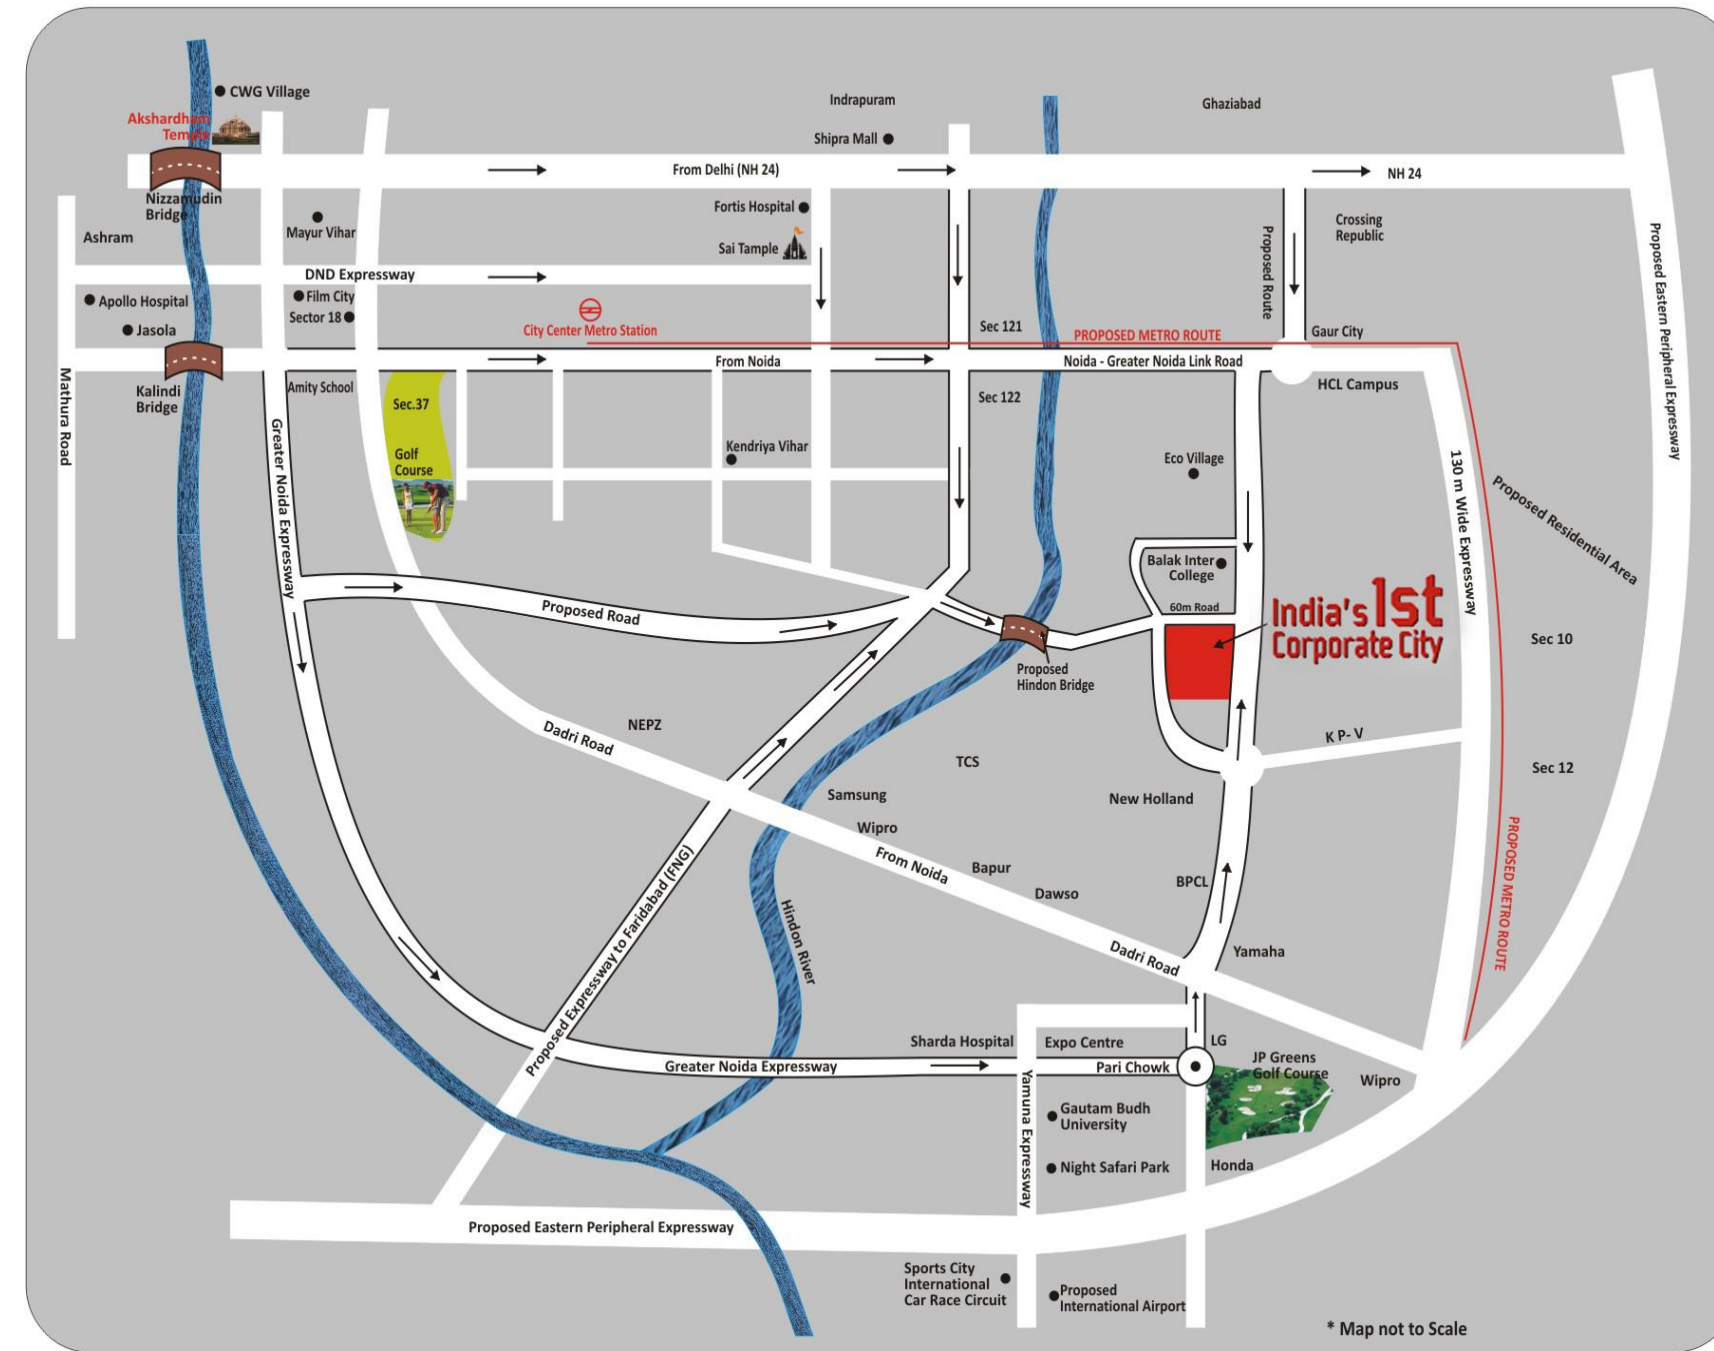 CWG Village
Akshardham
Temple
Nizzamudin
Bridge
Indrapuram
Ghaziabad
Shipra Mall
From Delhi (NH 24)
NH 24
Fortis Hospital
Mayur Vihar
Ashram
Sai Tample
Proposed Route
Crossing
Republic
Proposed Eastern Peripheral Expressway
DND Expressway
Film City
Apollo Hospital
Sector 18
Jasola
City Center Metro Station
Sec 121
PROPOSED METRO ROUTE
Gaur City
From Noida
Noida - Greater Noida Link Road
Mathura Road
Kalindi
Bridge
Amity School
Sec.37
Sec 122
HCL Campus
Greater Noida Expressway
Golf
Course
Kendriya Vihar
Eco Village
130 m Wide Expressway
Proposed Residential Area
Balak Inter
College
60m Road
Proposed Road
India's 1st
Corporate City
Sec 10
Proposed
Hindon Bridge
NEPZ
Dadri Road
K P- V
TCS
Sec 12
Samsung
New Holland
Wipro
From Noida
Bapur
Dawso
BPCL
PROPOSED METRO ROUTE
Proposed Expressway to Faridabad (FNG)
Hindon River
Dadri Road
Yamaha
Sharda Hospital
Expo Centre
LG
Greater Noida Expressway
Pari Chowk
JP Greens
Golf Course
Wipro
Yamuna Expressway
Gautam Budh
University
Night Safari Park
Honda
Proposed Eastern Peripheral Expressway
Sports City
International
Car Race Circuit
Proposed
International Airport
* Map not to Scale